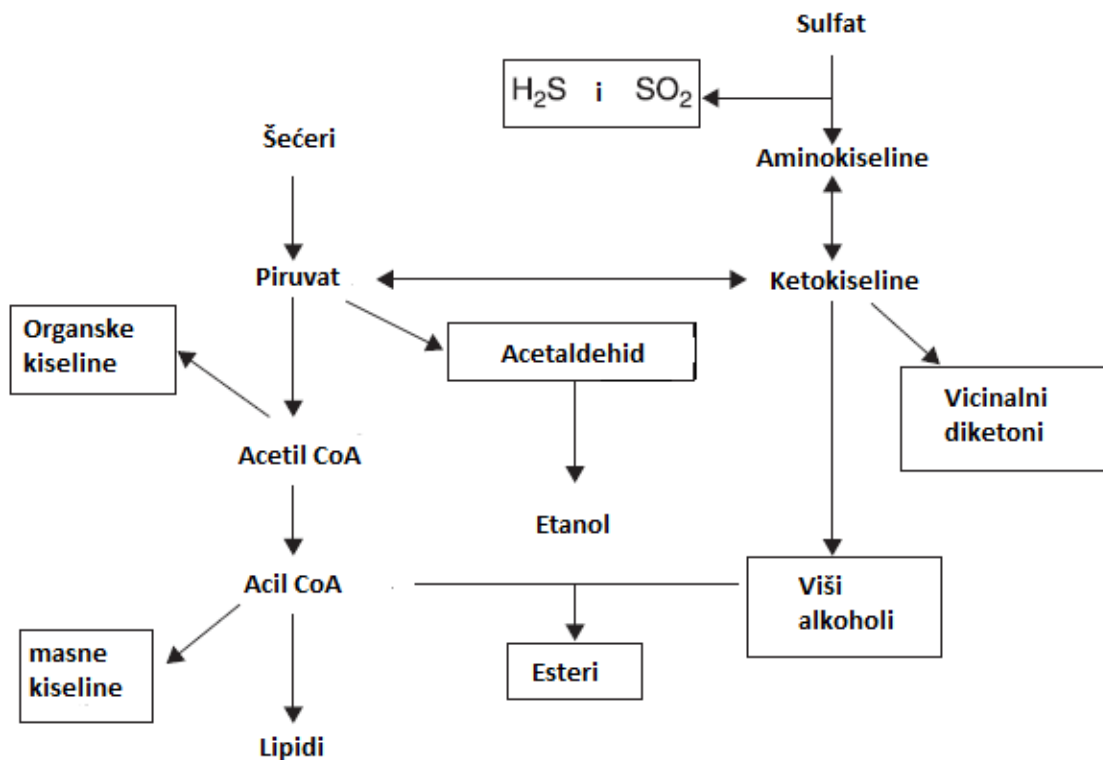 Sulfat
H₂S i SO₂
Šećeri
Aminokiseline
Piruvat
Ketokiseline
Organske
kiseline
Acetaldehid
Vicinalni
diketoni
Acetil CoA
Etanol
Acil CoA
Viši
alkoholi
masne
kiseline
Esteri
Lipidi